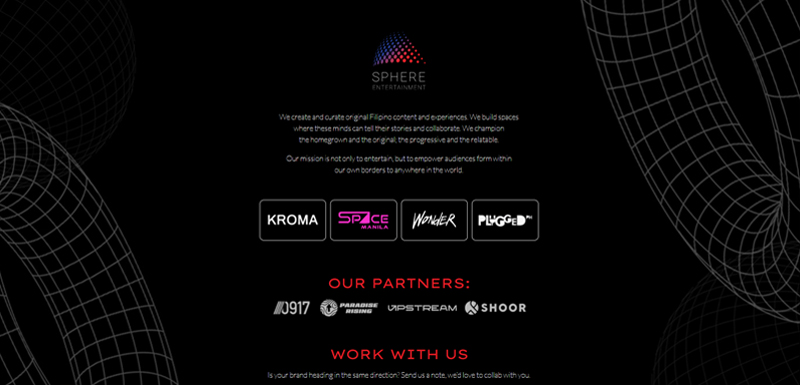 SPHERE
ENTERTAINMENT
We create and curate original Filipino content and experiences. We build spaces
where these minds can tell their stories and collaborate. We champion
the homegrown and the original, the progressive and the relatable.
Our mission is not only to entertain, but to empower audiences form within
our own borders to anywhere in the world.
KROMA SPACE MANILA WONDER PLUGGED PH
OUR PARTNERS:
0917 PARADISE RISING UPSTREAM SHOOR
WORK WITH US
Is your brand heading in the same direction? Send us a note, we'd love to collab with you.